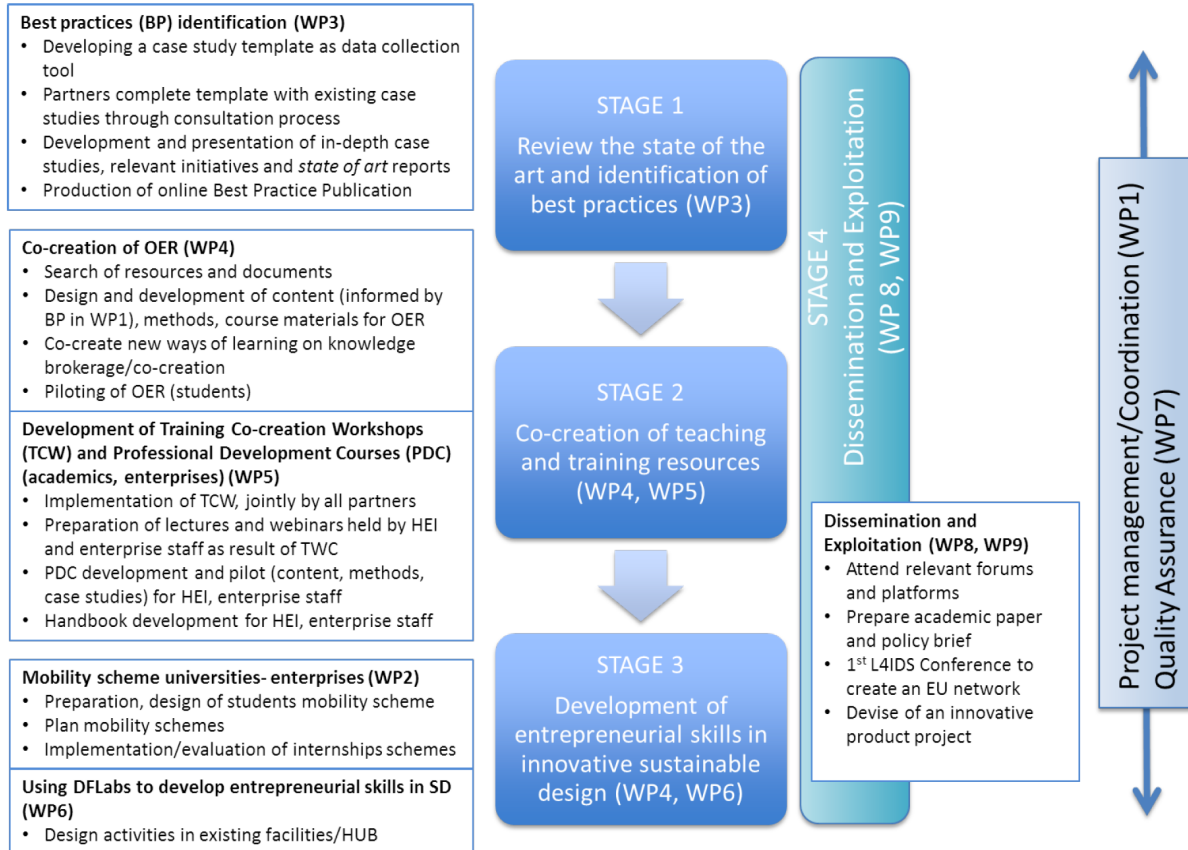 Best practices (BP) identification (WP3)
• Developing a case study template as data collection
tool
• Partners complete template with existing case
studies through consultation process
• Development and presentation of in-depth case
studies, relevant initiatives and state of art reports
• Production of online Best Practice Publication
Co-creation of OER (WP4)
• Search of resources and documents
• Design and development of content (informed by
BP in WP1), methods, course materials for OER
• Co-create new ways of learning on knowledge
brokerage/co-creation
• Piloting of OER (students)
Development of Training Co-creation Workshops
(TCW) and Professional Development Courses (PDC)
(academics, enterprises) (WP5)
• Implementation of TCW, jointly by all partners
• Preparation of lectures and webinars held by HEI
and enterprise staff as result of TWC
• PDC development and pilot (content, methods,
case studies) for HEI, enterprise staff
• Handbook development for HEI, enterprise staff
Mobility scheme universities- enterprises (WP2)
• Preparation, design of students mobility scheme
• Plan mobility schemes
• Implementation/evaluation of internships schemes
Using DFLabs to develop entrepreneurial skills in SD
(WP6)
• Design activities in existing facilities/HUB
STAGE 1
Review the state of the
art and identification of
best practices (WP3)
STAGE 2
Co-creation of teaching
and training resources
(WP4, WP5)
STAGE 3
Development of
entrepreneurial skills in
innovative sustainable
design (WP4, WP6)
STAGE 4
Dissemination and Exploitation
(WP 8, WP9)
Dissemination and
Exploitation (WP8, WP9)
• Attend relevant forums
and platforms
• Prepare academic paper
and policy brief
• 1st L4IDS Conference to
create an EU network
• Devise of an innovative
product project
Project management/Coordination (WP1)
Quality Assurance (WP7)